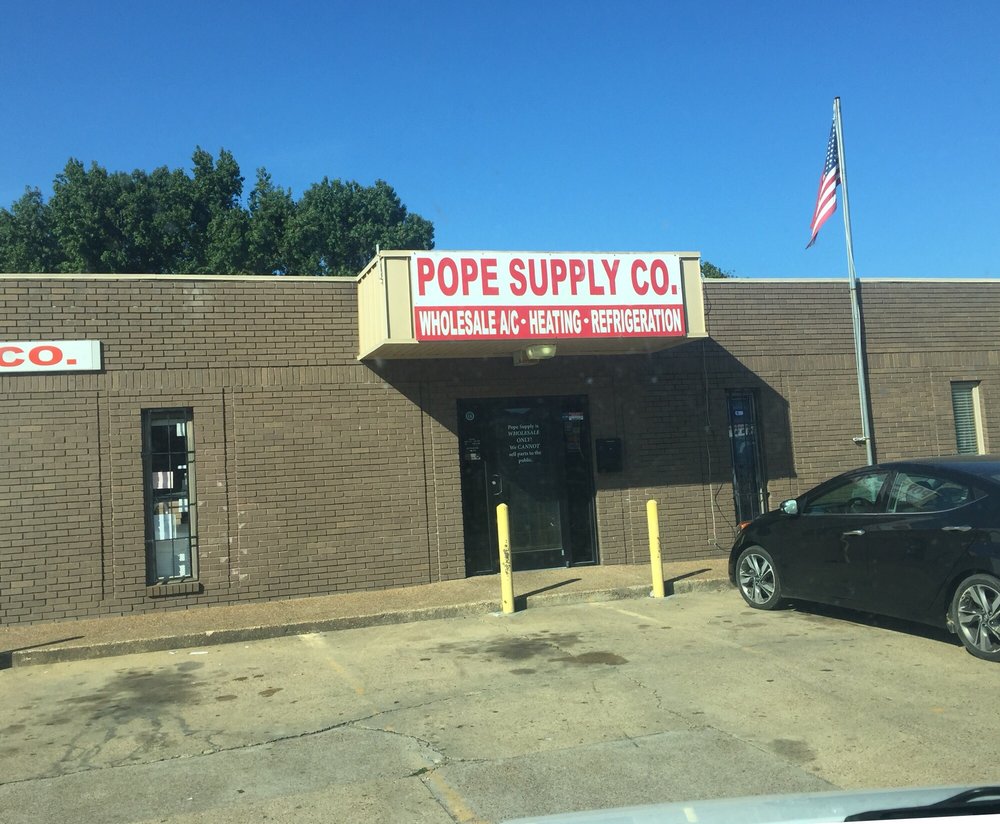 POPE SUPPLY CO.
WHOLESALE A/C • HEATING • REFRIGERATION
CO.
Pope Supply is
WHOLESALE
ONLY!
We CANNOT
sell parts to the
public.